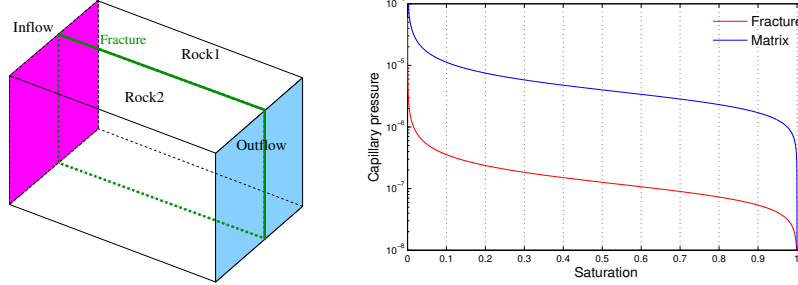 Inflow
Fracture
Rock1
Rock2
Outflow
Capillary pressure
10^-5
10^-6
10^-7
10^-8
Fracture
Matrix
0 0.1 0.2 0.3 0.4 0.5 0.6 0.7 0.8 0.9 1
Saturation